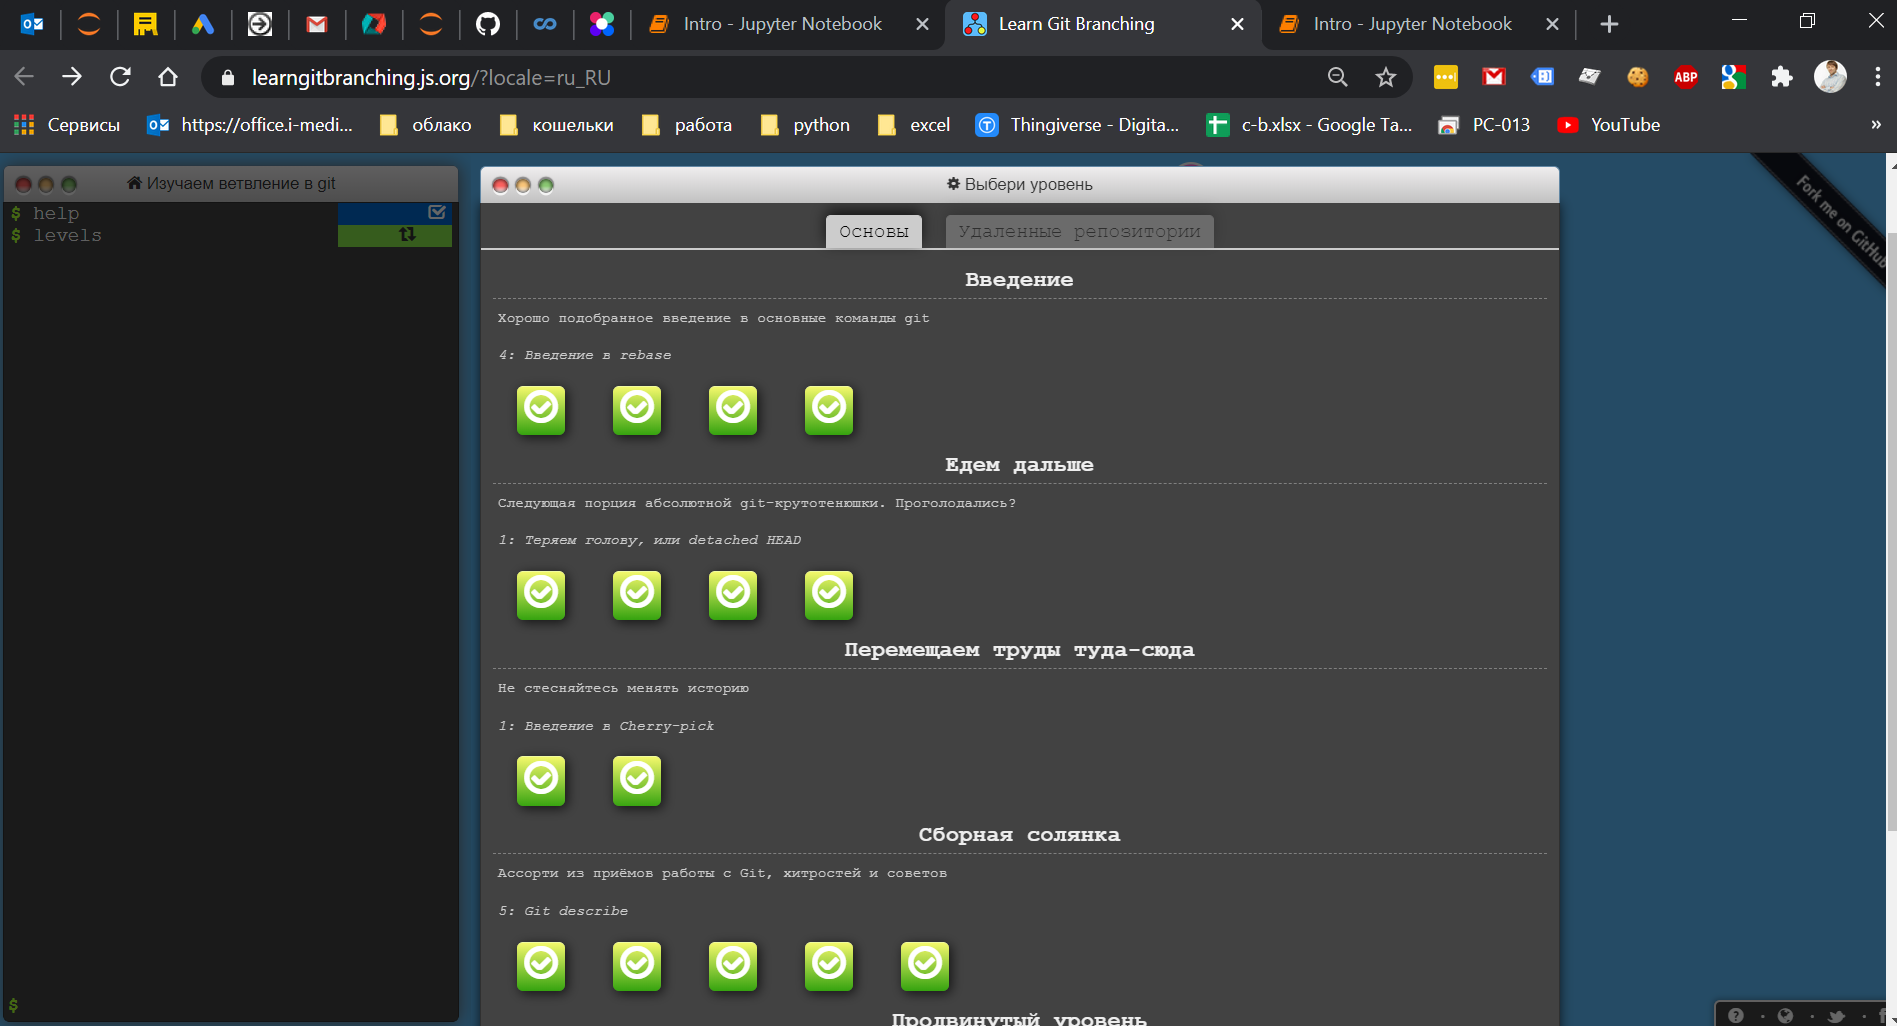 Intro - Jupyter Notebook
Learn Git Branching
Intro - Jupyter Notebook
learngitbranching.js.org/?locale=ru_RU
ABP
Сервисы
https://office.i-medi...
облако
кошельки
работа
python
excel
Thingiverse - Digita...
c-b.xlsx - Google Ta...
PC-013
YouTube
»
Изучаем ветвление в git
$ help
$ levels
$
Выбери уровень
Fork me on GitHub
Основы
Удаленные репозитории
Введение
Хорошо подобранное введение в основные команды git
4: Введение в rebase
Едем дальше
Следующая порция абсолютной git-крутотенюшки. Проголодались?
1: Теряем голову, или detached HEAD
Перемещаем труды туда-сюда
Не стесняйтесь менять историю
1: Введение в Cherry-pick
Сборная солянка
Ассорти из приёмов работы с Git, хитростей и советов
5: Git describe
Продвинутый уровень